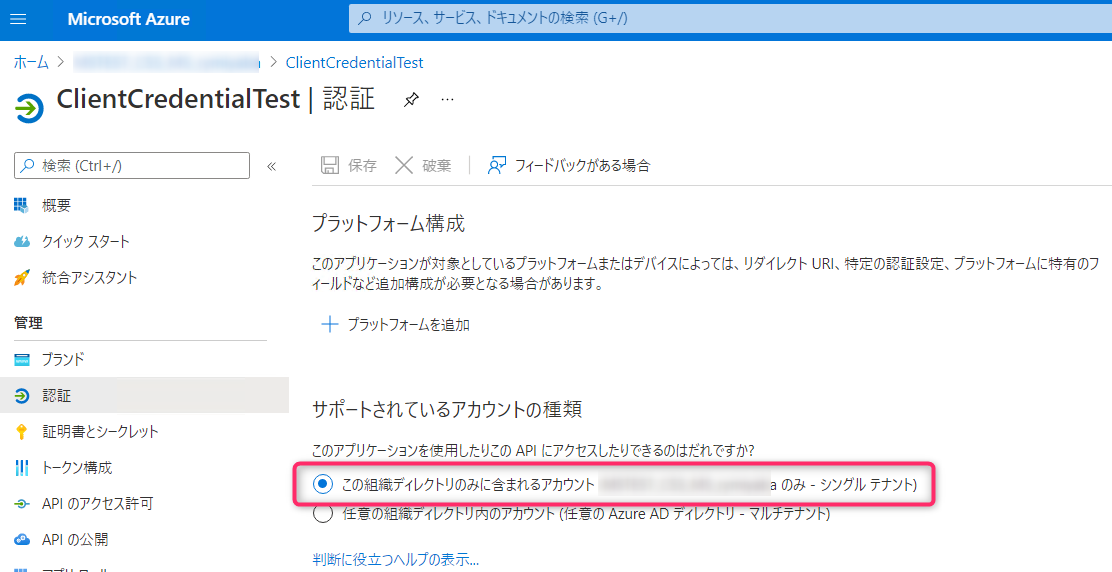 Microsoft Azure
リソース、サービス、ドキュメントの検索 (G+/)
ホーム > > ClientCredentialTest
ClientCredentialTest | 認証
検索 (Ctrl+/)
保存 破棄 フィードバックがある場合
概要
クイック スタート
統合アシスタント
管理
ブランド
認証
証明書とシークレット
トークン構成
API のアクセス許可
API の公開
プラットフォーム構成
このアプリケーションが対象としているプラットフォームまたはデバイスによっては、リダイレクト URI、特定の認証設定、プラットフォームに特有のフ
ィールドなど追加構成が必要となる場合があります。
プラットフォームを追加
サポートされているアカウントの種類
このアプリケーションを使用したりこの API にアクセスしたりできるのはだれですか?
この組織ディレクトリのみに含まれるアカウント a のみ - シングル テナント)
任意の組織ディレクトリ内のアカウント (任意の Azure AD ディレクトリ - マルチテナント)
判断に役立つヘルプの表示...